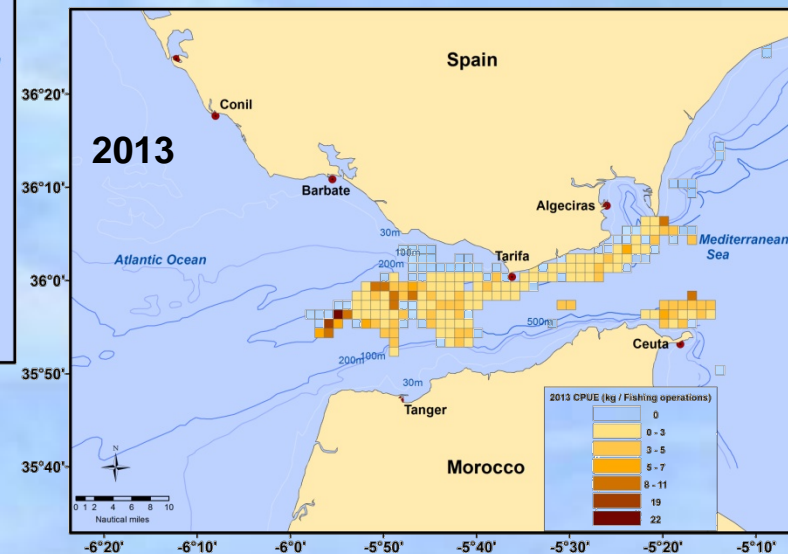 2013
Spain
Conil
Barbate
Algeciras
Tarifa
Atlantic Ocean
Mediterranean
Sea
30m
100m
200m
500m
200m
100m
30m
Ceuta
Tanger
Morocco
36°20'
36°10'
36°0'
35°50'
35°40'
N
0 1 2 4 6 8 10
Nautical miles
2013 CPUE (kg / Fishing operations)
0
0 - 3
3 - 5
5 - 7
8 - 11
19
22
-6°20' -6°10' -6°0' -5°50' -5°40' -5°30' -5°20' -5°10'